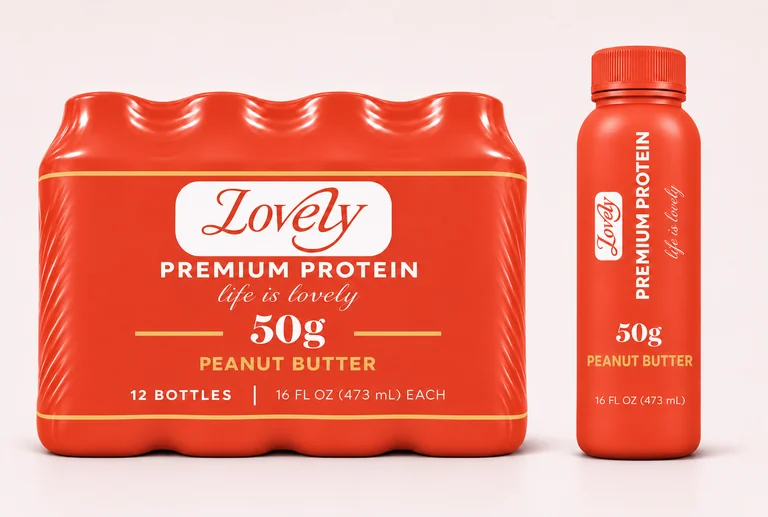 Lovely
PREMIUM PROTEIN
life is lovely
50g
PEANUT BUTTER
12 BOTTLES | 16 FL OZ (473 mL) EACH
Lovely
PREMIUM PROTEIN
life is lovely
50g
PEANUT BUTTER
16 FL OZ (473 mL)